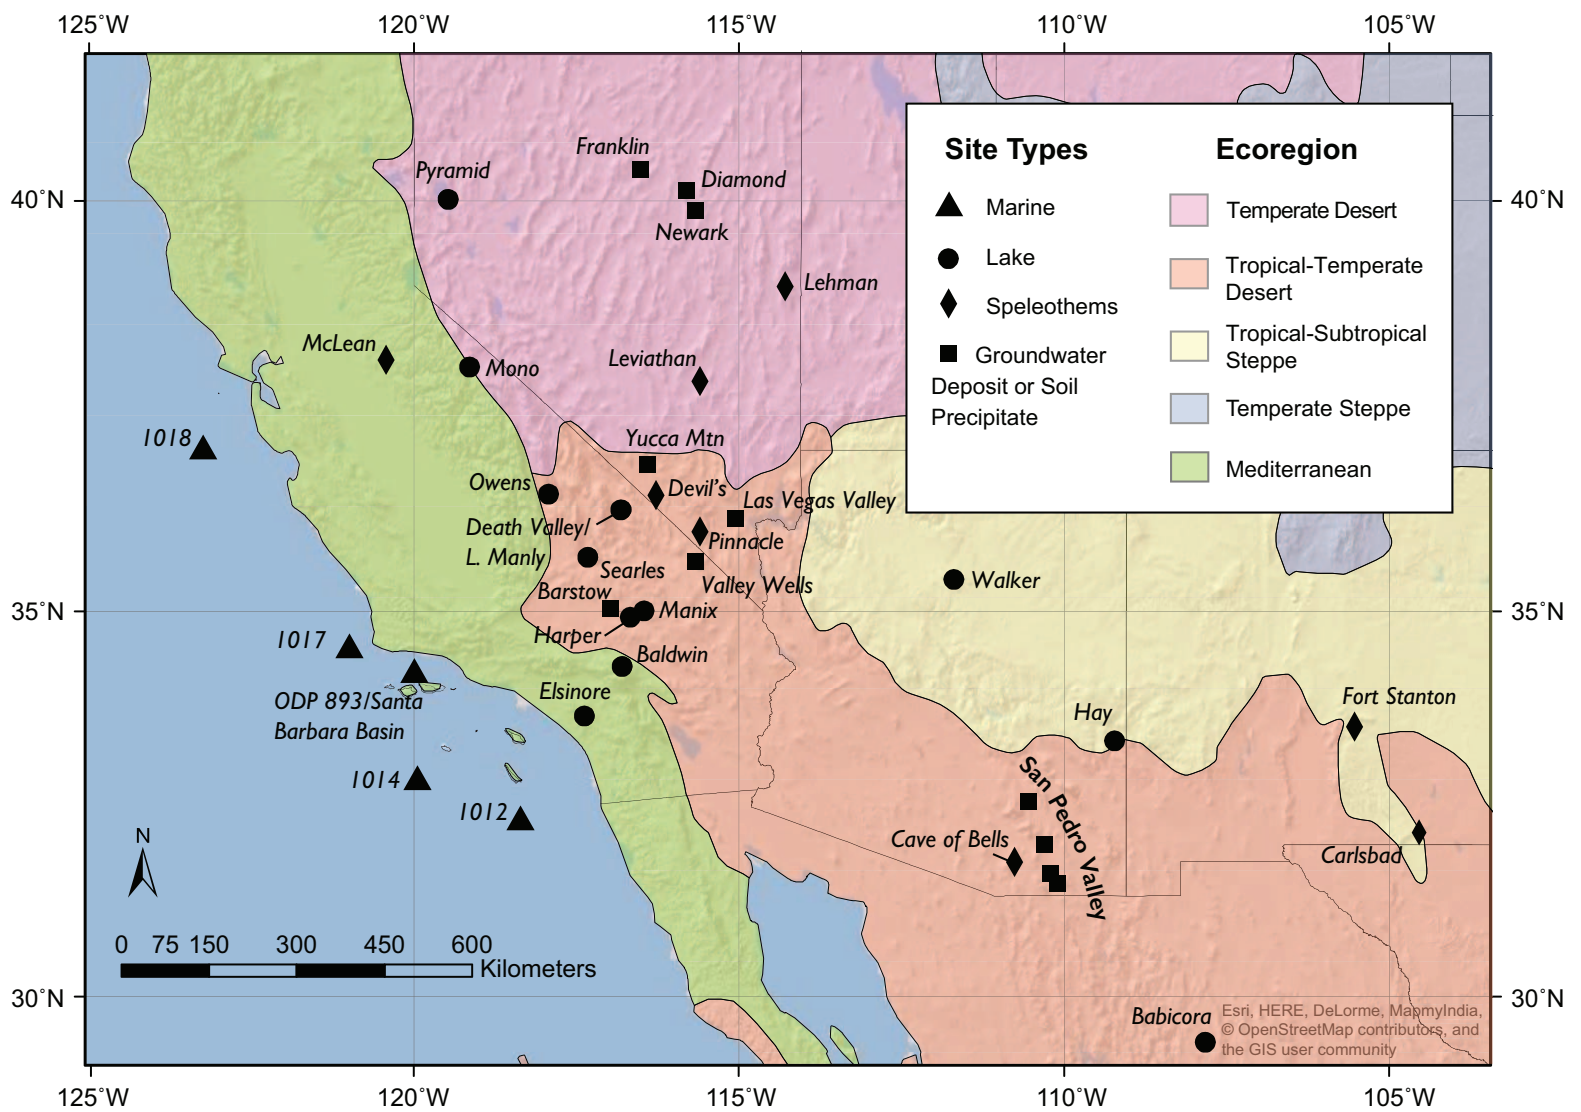 125°W 120°W 115°W 110°W 105°W
40°N
40°N
35°N
35°N
30°N
30°N
125°W 120°W 115°W 110°W 105°W
Site Types
Marine
Lake
Speleothems
Groundwater
Deposit or Soil
Precipitate
Ecoregion
Temperate Desert
Tropical-Temperate
Desert
Tropical-Subtropical
Steppe
Temperate Steppe
Mediterranean
Franklin
Pyramid
Diamond
Newark
Lehman
McLean
Mono
Leviathan
1018
Yucca Mtn
Owens
Devil's
Las Vegas Valley
Death Valley/
L. Manly
Pinnacle
Searles
Valley Wells
Barstow
Manix
Harper
Walker
1017
Baldwin
Elsinore
ODP 893/Santa
Barbara Basin
Hay
Fort Stanton
1014
1012
San Pedro Valley
Cave of Bells
Carlsbad
N
0 75 150 300 450 600
Kilometers
Babicora
Esri, HERE, DeLorme, MapmyIndia,
© OpenStreetMap contributors, and
the GIS user community